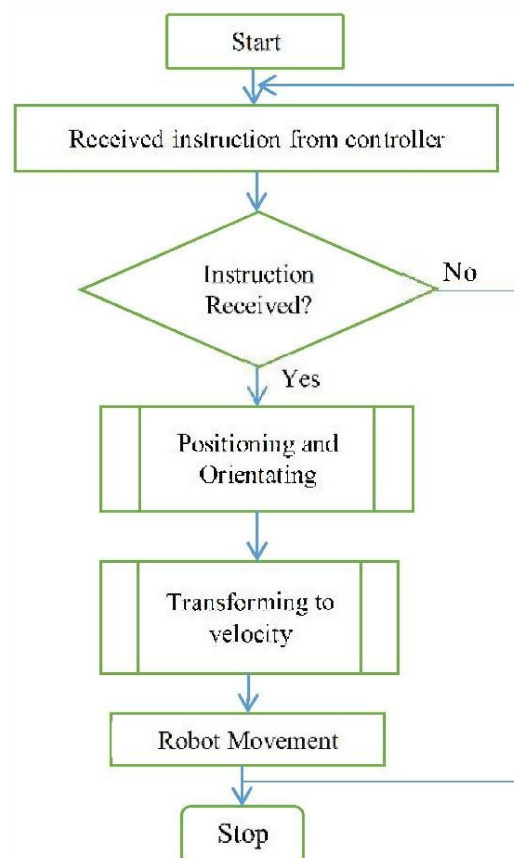 Start
Received instruction from controller
Instruction
Received?
No
Yes
Positioning and
Orientating
Transforming to
velocity
Robot Movement
Stop